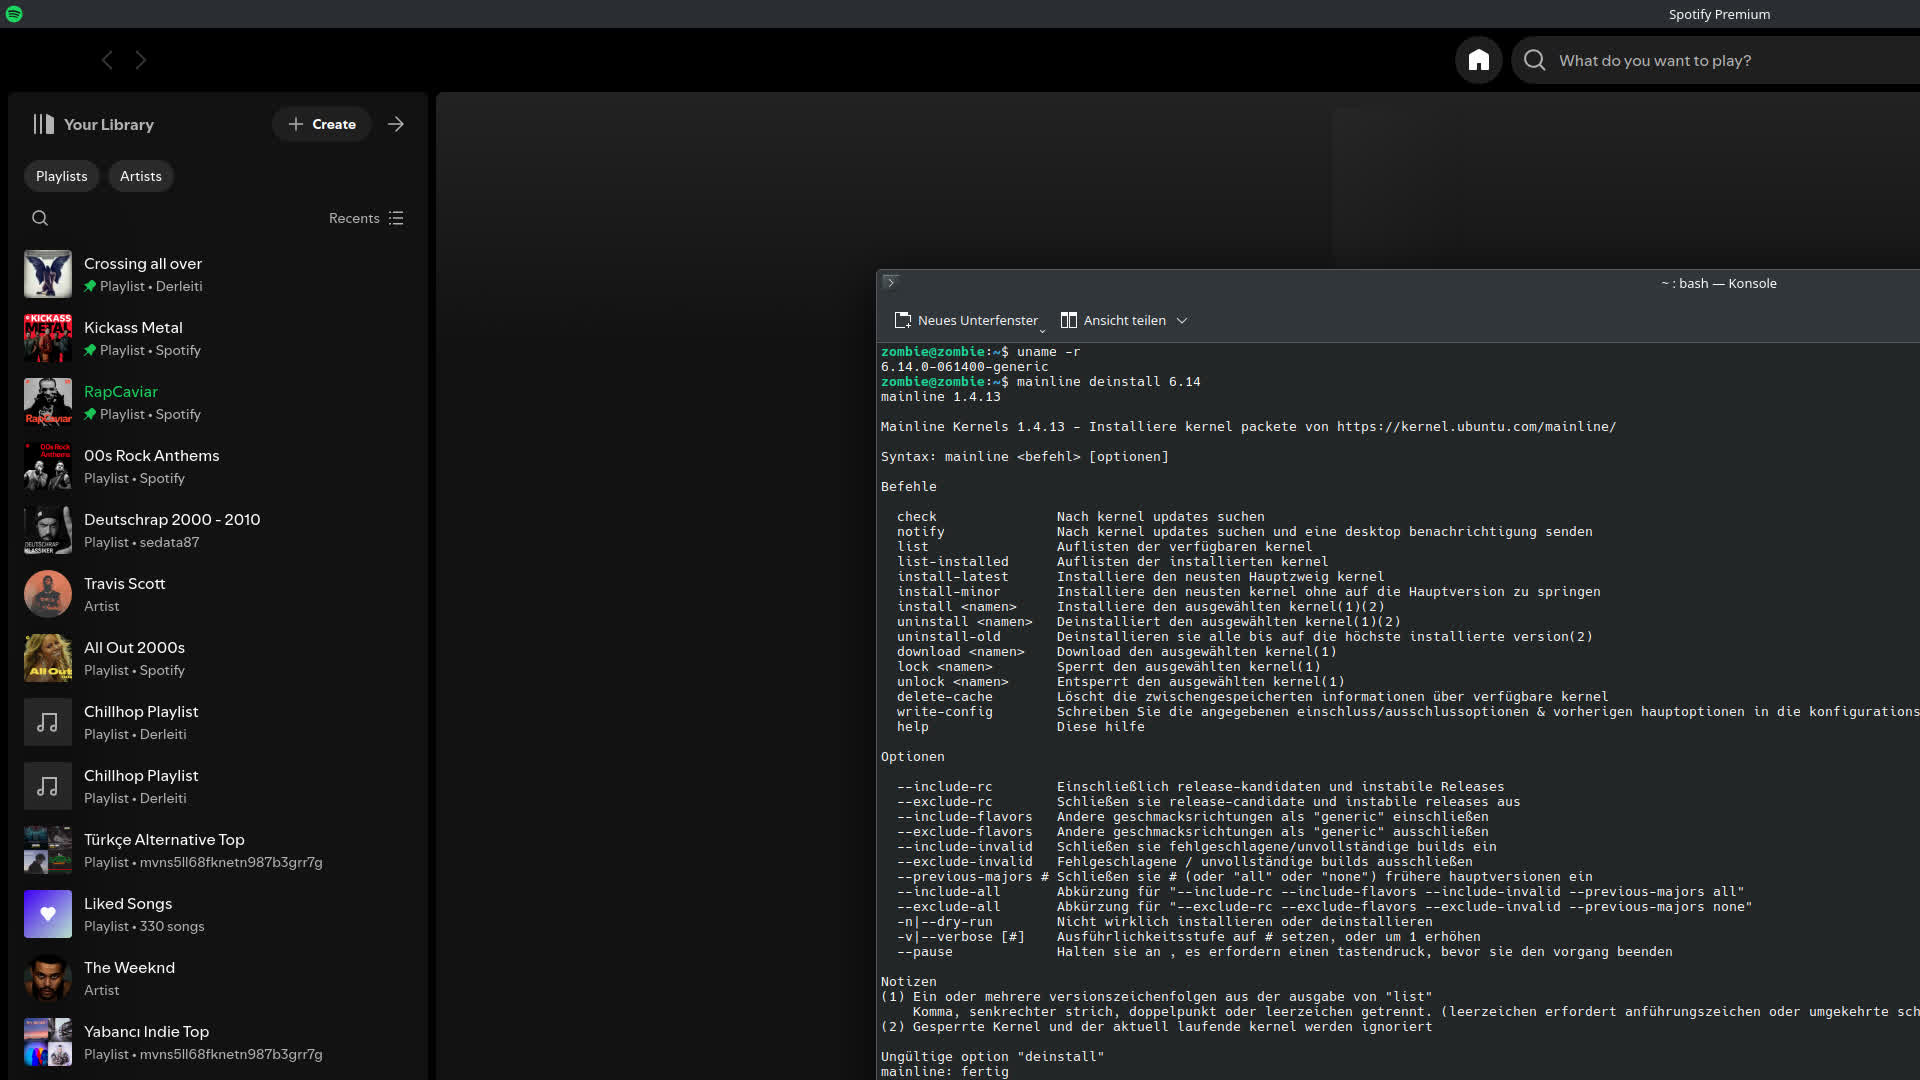 Spotify Premium
What do you want to play?
Your Library
Create
Playlists
Artists
Recents
Crossing all over
Playlist • Derleiti
KICKASS
METAL
Kickass Metal
Playlist • Spotify
RapCaviar
RapCaviar
Playlist • Spotify
00s Rock
Anthems
00s Rock Anthems
Playlist • Spotify
DEUTSCHRAP
KLASSIKER
Deutschrap 2000 - 2010
Playlist • sedata87
Travis Scott
Artist
All Out
All Out 2000s
Playlist • Spotify
Chillhop Playlist
Playlist • Derleiti
Chillhop Playlist
Playlist • Derleiti
Türkçe Alternative Top
Playlist • mvns5ll68fknetn987b3grr7g
Liked Songs
Playlist • 330 songs
The Weeknd
Artist
Yabancı Indie Top
Playlist • mvns5ll68fknetn987b3grr7g
~ : bash — Konsole
Neues Unterfenster
Ansicht teilen
zombie@zombie:~$ uname -r
6.14.0-061400-generic
zombie@zombie:~$ mainline deinstall 6.14
mainline 1.4.13
Mainline Kernels 1.4.13 - Installiere kernel packete von https://kernel.ubuntu.com/mainline/
Syntax: mainline <befehl> [optionen]
Befehle
check Nach kernel updates suchen
notify Nach kernel updates suchen und eine desktop benachrichtigung senden
list Auflisten der verfügbaren kernel
list-installed Auflisten der installierten kernel
install-latest Installiere den neusten Hauptzweig kernel
install-minor Installiere den neusten kernel ohne auf die Hauptversion zu springen
install <namen> Installiere den ausgewählten kernel(1)(2)
uninstall <namen> Deinstalliert den ausgewählten kernel(1)(2)
uninstall-old Deinstallieren sie alle bis auf die höchste installierte version(2)
download <namen> Download den ausgewählten kernel(1)
lock <namen> Sperrt den ausgewählten kernel(1)
unlock <namen> Entsperrt den ausgewählten kernel(1)
delete-cache Löscht die zwischengespeicherten informationen über verfügbare kernel
write-config Schreiben Sie die angegebenen einschluss/ausschlussoptionen & vorherigen hauptoptionen in die konfigurations
help Diese hilfe
Optionen
--include-rc Einschließlich release-kandidaten und instabile Releases
--exclude-rc Schließen sie release-candidate und instabile releases aus
--include-flavors Andere geschmacksrichtungen als "generic" einschließen
--exclude-flavors Andere geschmacksrichtungen als "generic" ausschließen
--include-invalid Schließen sie fehlgeschlagene/unvollständige builds ein
--exclude-invalid Fehlgeschlagene / unvollständige builds ausschließen
--previous-majors # Schließen sie # (oder "all" oder "none") frühere hauptversionen ein
--include-all Abkürzung für "--include-rc --include-flavors --include-invalid --previous-majors all"
--exclude-all Abkürzung für "--exclude-rc --exclude-flavors --exclude-invalid --previous-majors none"
-n|--dry-run Nicht wirklich installieren oder deinstallieren
-v|--verbose [#] Ausführlichkeitsstufe auf # setzen, oder um 1 erhöhen
--pause Halten sie an , es erfordern einen tastendruck, bevor sie den vorgang beenden
Notizen
(1) Ein oder mehrere versionszeichenfolgen aus der ausgabe von "list"
Komma, senkrechter strich, doppelpunkt oder leerzeichen getrennt. (leerzeichen erfordert anführungszeichen oder umgekehrte sch
(2) Gesperrte Kernel und der aktuell laufende kernel werden ignoriert
Ungültige option "deinstall"
mainline: fertig